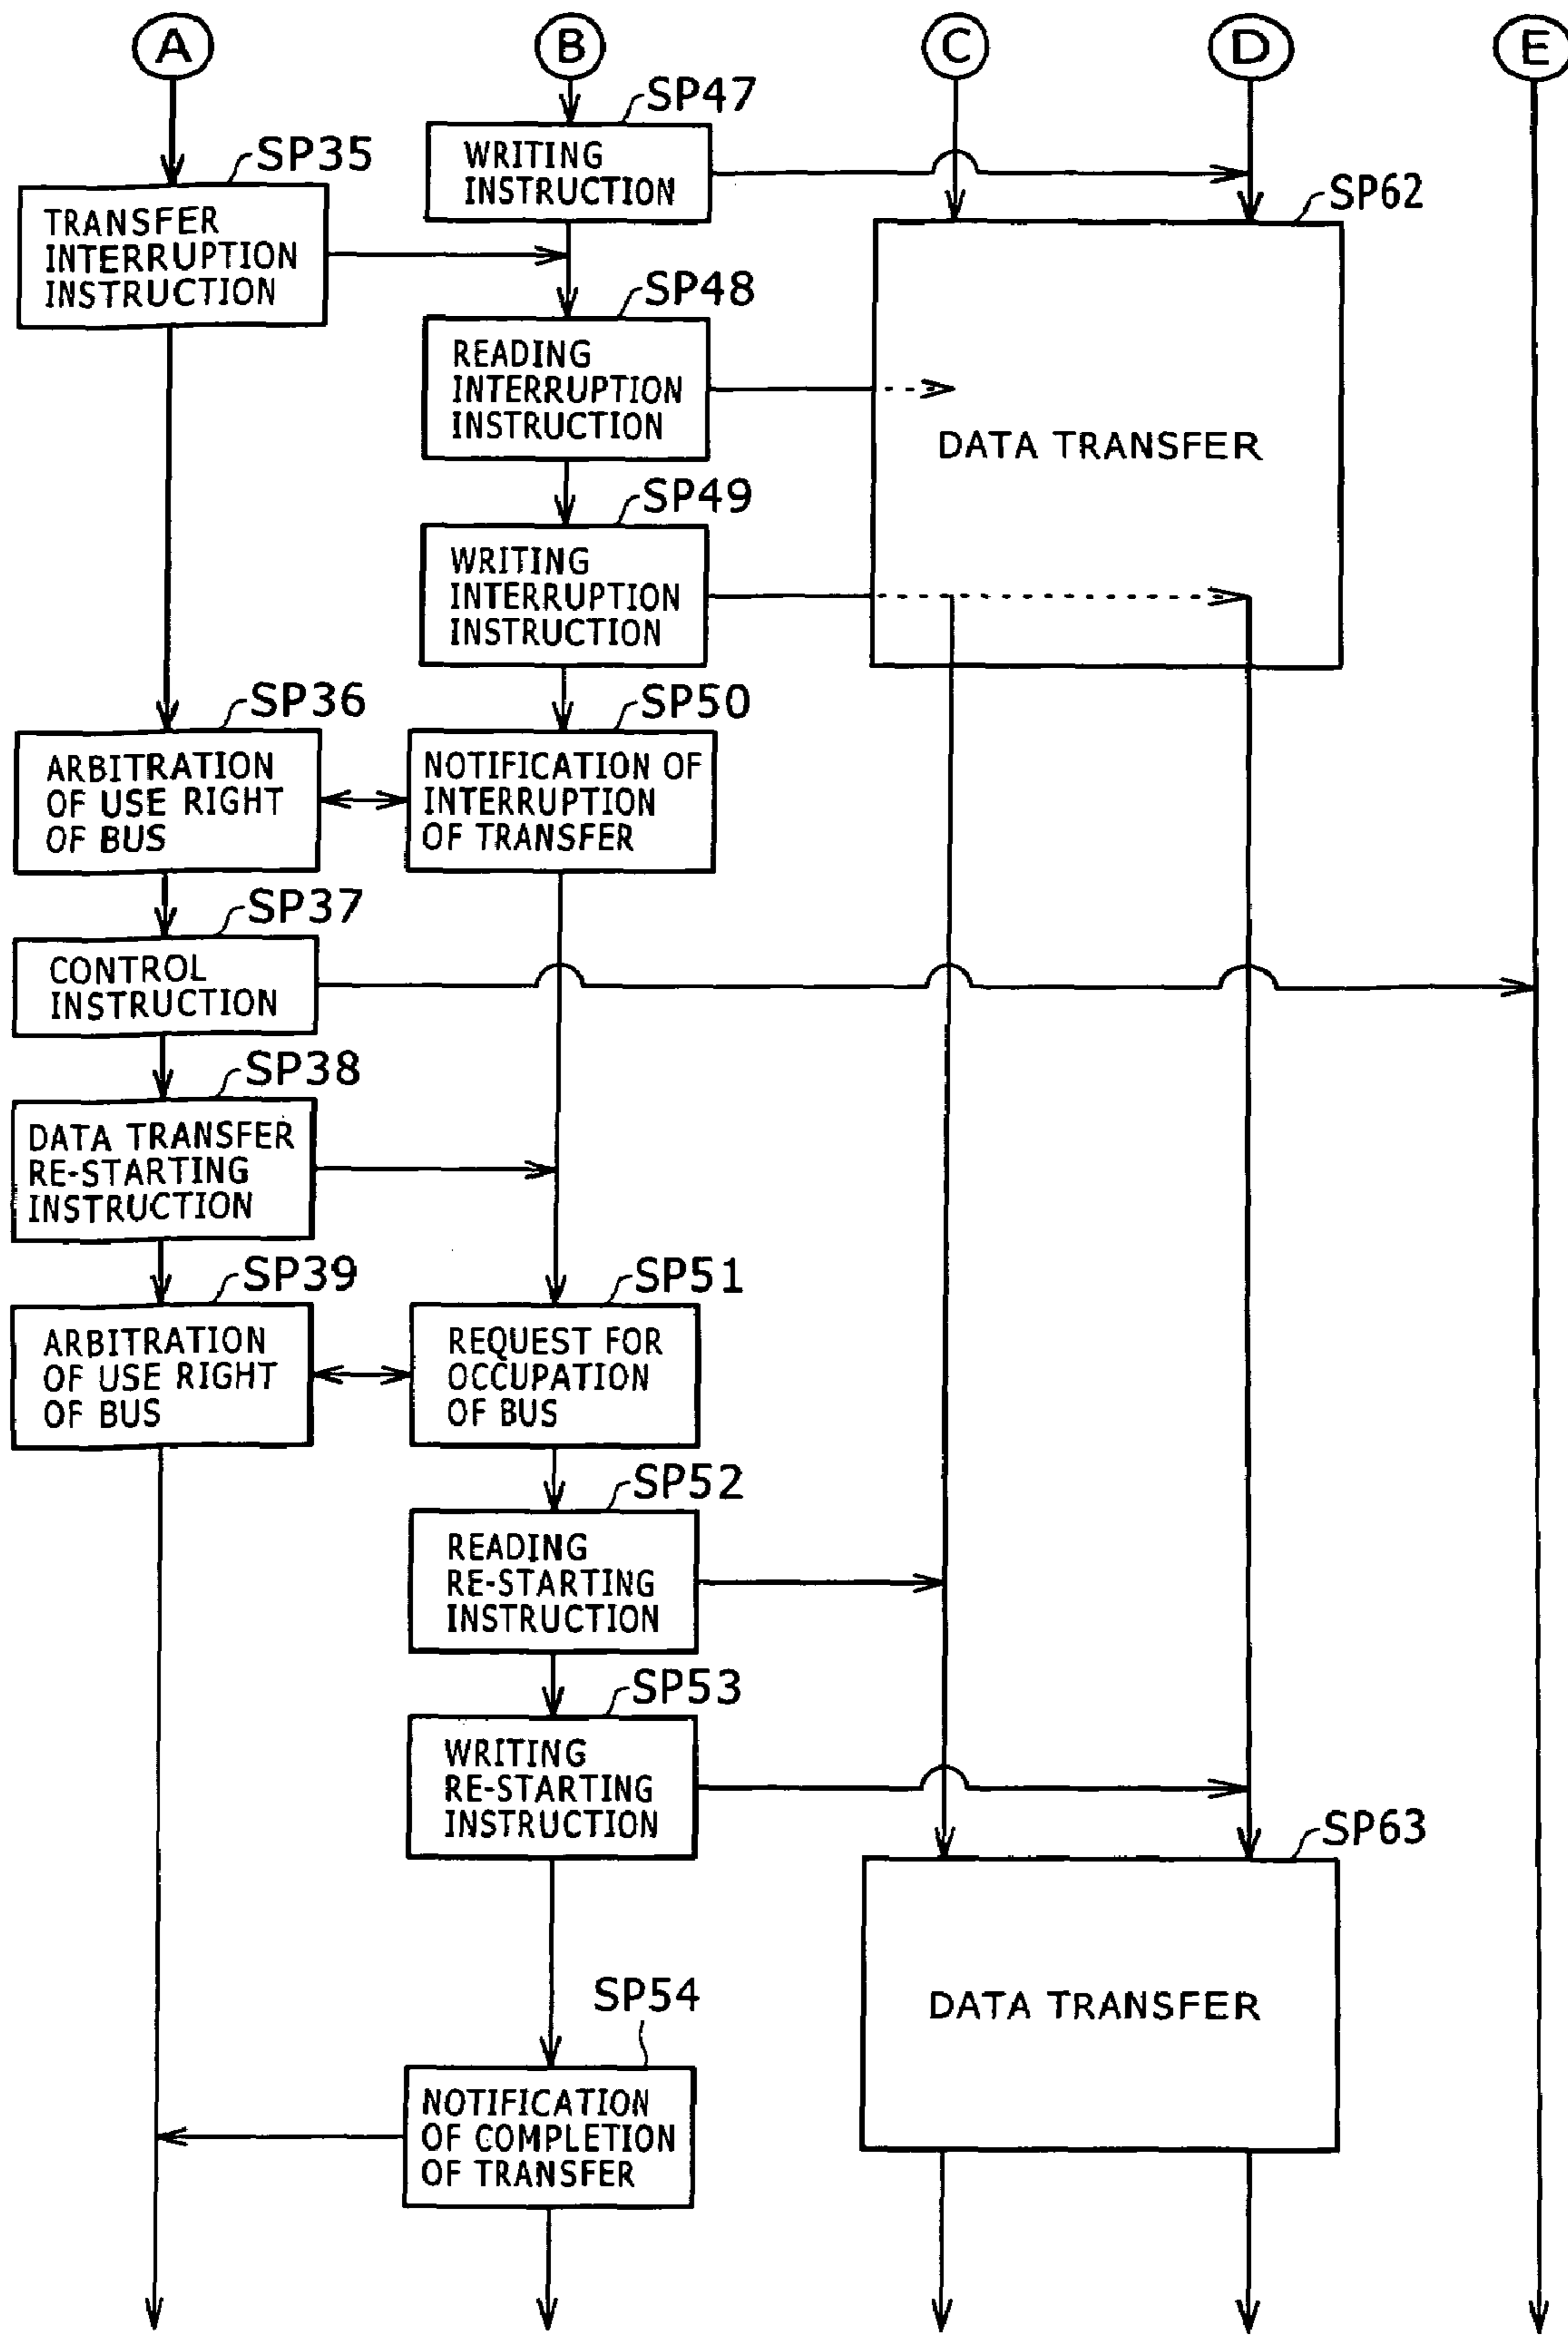 A
B
C
D
E
SP47
WRITING
INSTRUCTION
SP35
TRANSFER
INTERRUPTION
INSTRUCTION
SP62
DATA TRANSFER
SP48
READING
INTERRUPTION
INSTRUCTION
SP49
WRITING
INTERRUPTION
INSTRUCTION
SP36
ARBITRATION
OF USE RIGHT
OF BUS
SP50
NOTIFICATION OF
INTERRUPTION
OF TRANSFER
SP37
CONTROL
INSTRUCTION
SP38
DATA TRANSFER
RE-STARTING
INSTRUCTION
SP39
ARBITRATION
OF USE RIGHT
OF BUS
SP51
REQUEST FOR
OCCUPATION
OF BUS
SP52
READING
RE-STARTING
INSTRUCTION
SP53
WRITING
RE-STARTING
INSTRUCTION
SP63
DATA TRANSFER
SP54
NOTIFICATION
OF COMPLETION
OF TRANSFER